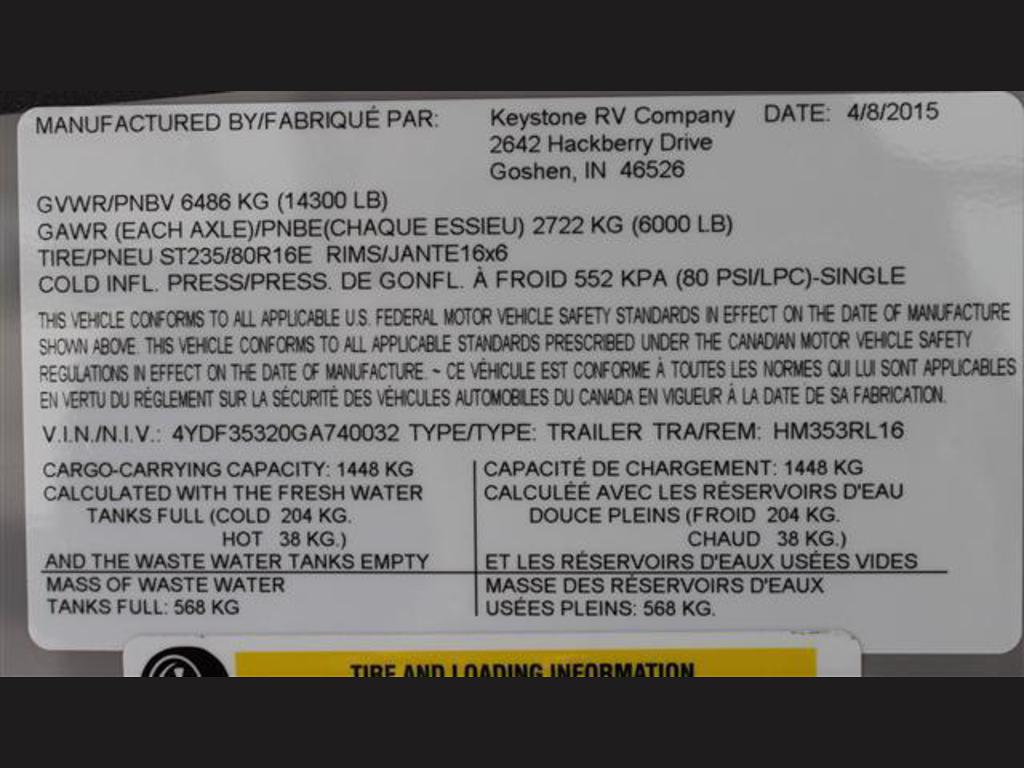 MANUFACTURED BY/FABRIQUÉ PAR: Keystone RV Company DATE: 4/8/2015
2642 Hackberry Drive
Goshen, IN 46526
GVWR/PNBV 6486 KG (14300 LB)
GAWR (EACH AXLE)/PNBE(CHAQUE ESSIEU) 2722 KG (6000 LB)
TIRE/PNEU ST235/80R16E RIMS/JANTE16x6
COLD INFL. PRESS/PRESS. DE GONFL. À FROID 552 KPA (80 PSI/LPC)-SINGLE
THIS VEHICLE CONFORMS TO ALL APPLICABLE U.S. FEDERAL MOTOR VEHICLE SAFETY STANDARDS IN EFFECT ON THE DATE OF MANUFACTURE
SHOWN ABOVE. THIS VEHICLE CONFORMS TO ALL APPLICABLE STANDARDS PRESCRIBED UNDER THE CANADIAN MOTOR VEHICLE SAFETY
REGULATIONS IN EFFECT ON THE DATE OF MANUFACTURE. ~ CE VÉHICULE EST CONFORME À TOUTES LES NORMES QUI LUI SONT APPLICABLES
EN VERTU DU RÉGLEMENT SUR LA SÉCURITÉ DES VÉHICULES AUTOMOBILES DU CANADA EN VIGUEUR À LA DATE DE SA FABRICATION.
V.I.N./N.I.V.: 4YDF35320GA740032 TYPE/TYPE: TRAILER TRA/REM: HM353RL16
CARGO-CARRYING CAPACITY: 1448 KG
CALCULATED WITH THE FRESH WATER
TANKS FULL (COLD 204 KG.
HOT 38 KG.)
AND THE WASTE WATER TANKS EMPTY
MASS OF WASTE WATER
TANKS FULL: 568 KG
CAPACITÉ DE CHARGEMENT: 1448 KG
CALCULÉÉ AVEC LES RÉSERVOIRS D'EAU
DOUCE PLEINS (FROID 204 KG.
CHAUD 38 KG.)
ET LES RÉSERVOIRS D'EAUX USÉES VIDES
MASSE DES RÉSERVOIRS D'EAUX
USÉES PLEINS: 568 KG.
TIRE AND LOADING INFORMATION